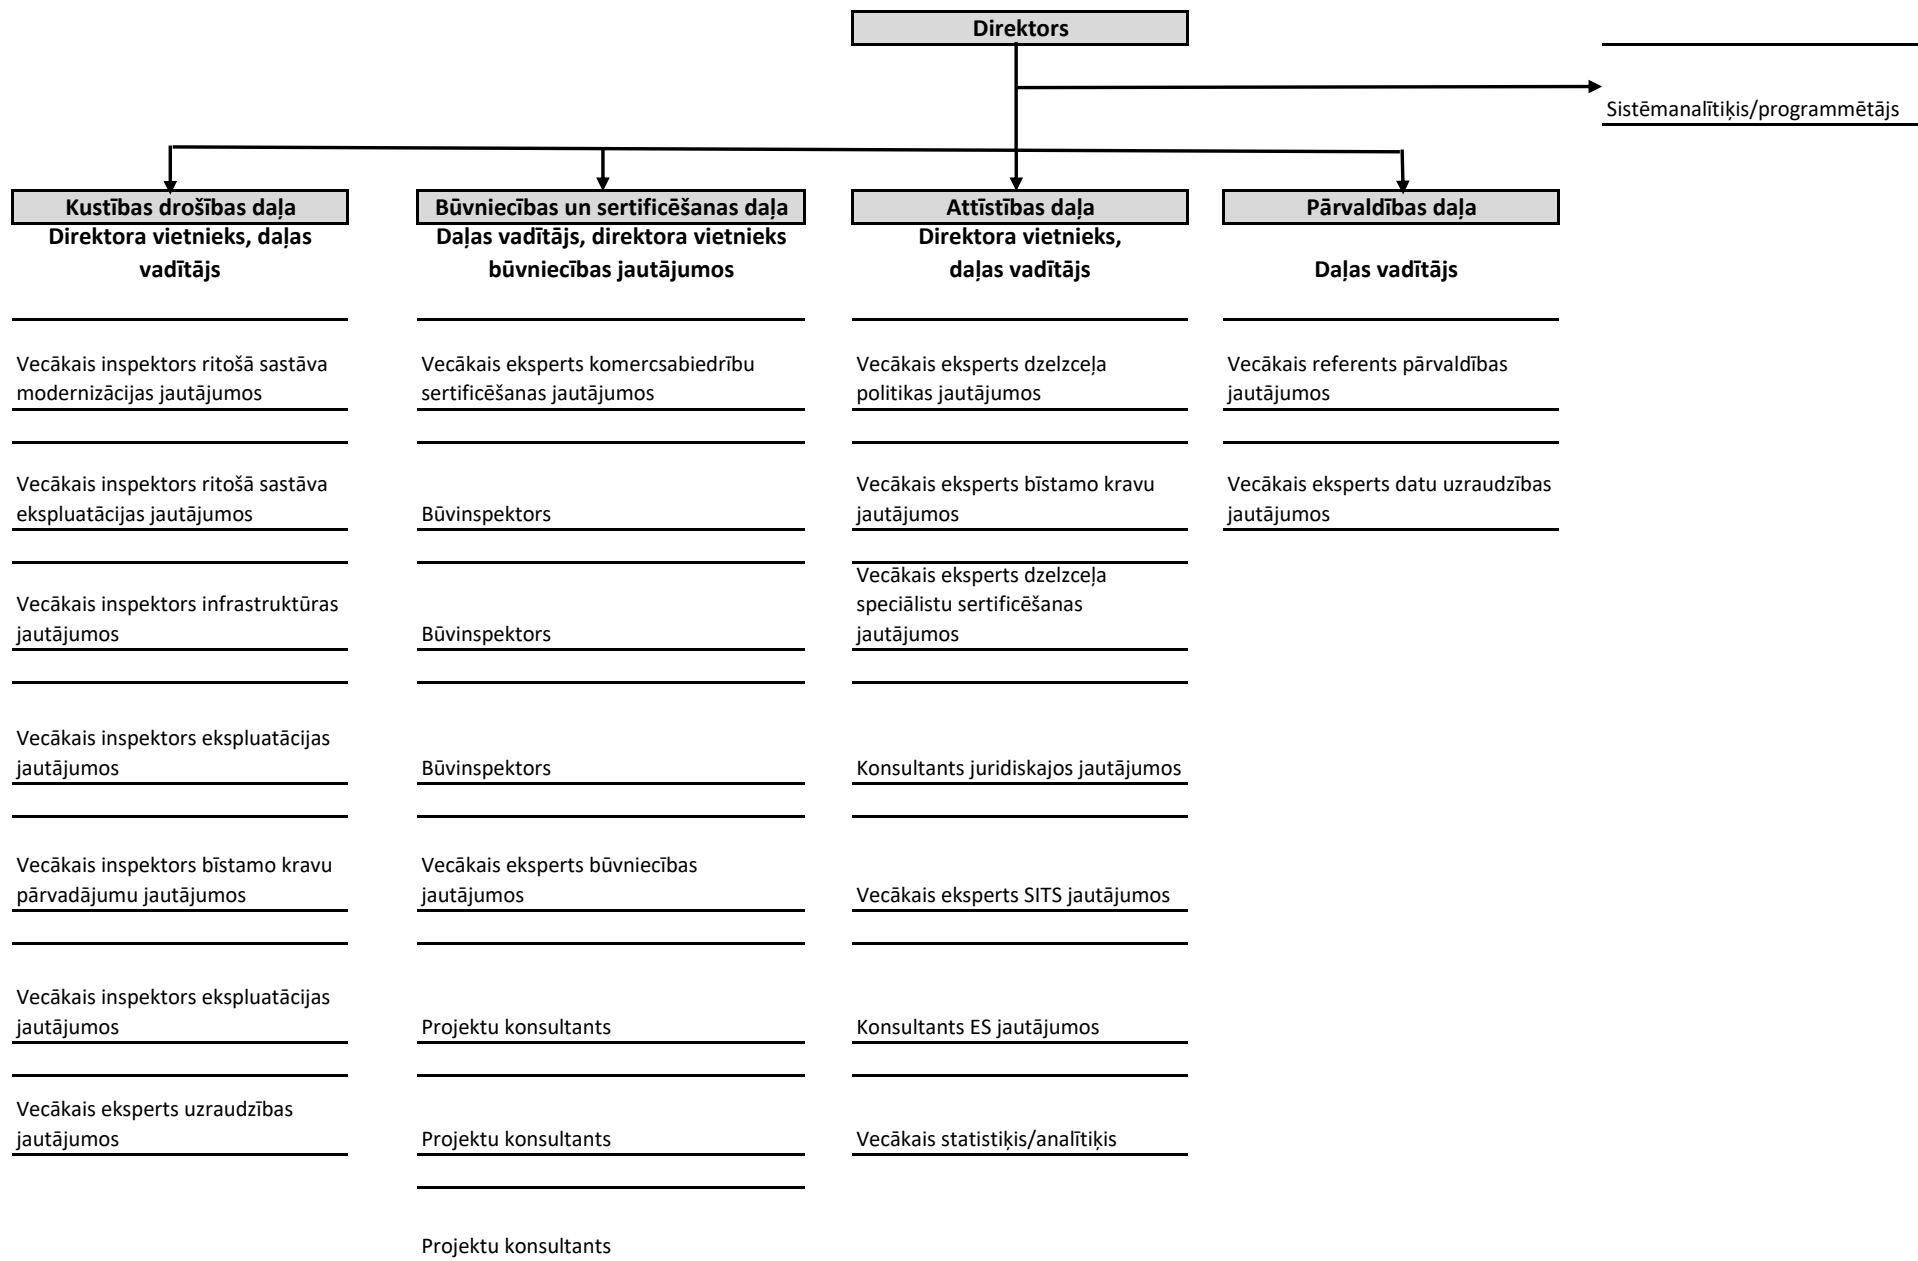 Direktors
Sistēmanalītiķis/programmētājs
Kustības drošības daļa
Direktora vietnieks, daļas
vadītājs
Vecākais inspektors ritošā sastāva
modernizācijas jautājumos
Vecākais inspektors ritošā sastāva
ekspluatācijas jautājumos
Vecākais inspektors infrastruktūras
jautājumos
Vecākais inspektors ekspluatācijas
jautājumos
Vecākais inspektors bīstamo kravu
pārvadājumu jautājumos
Vecākais inspektors ekspluatācijas
jautājumos
Vecākais eksperts uzraudzības
jautājumos
Būvniecības un sertificēšanas daļa
Daļas vadītājs, direktora vietnieks
būvniecības jautājumos
Vecākais eksperts komercsabiedrību
sertificēšanas jautājumos
Būvinspektors
Būvinspektors
Būvinspektors
Vecākais eksperts būvniecības
jautājumos
Projektu konsultants
Projektu konsultants
Projektu konsultants
Attīstības daļa
Direktora vietnieks,
daļas vadītājs
Vecākais eksperts dzelzceļa
politikas jautājumos
Vecākais eksperts bīstamo kravu
jautājumos
Vecākais eksperts dzelzceļa
speciālistu sertificēšanas
jautājumos
Konsultants juridiskajos jautājumos
Vecākais eksperts SITS jautājumos
Konsultants ES jautājumos
Vecākais statistiķis/analītiķis
Pārvaldības daļa
Daļas vadītājs
Vecākais referents pārvaldības
jautājumos
Vecākais eksperts datu uzraudzības
jautājumos